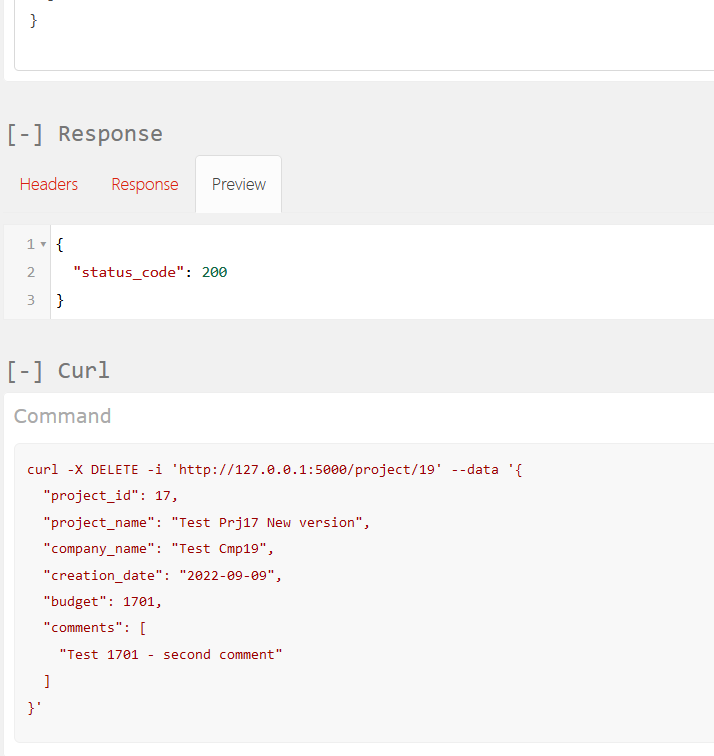 }
[-] Response
Headers Response Preview
1 {
2 "status_code": 200
3 }
[-] Curl
Command
curl -X DELETE -i 'http://127.0.0.1:5000/project/19' --data '{
"project_id": 17,
"project_name": "Test Prj17 New version",
"company_name": "Test Cmp19",
"creation_date": "2022-09-09",
"budget": 1701,
"comments": [
"Test 1701 - second comment"
]
}'